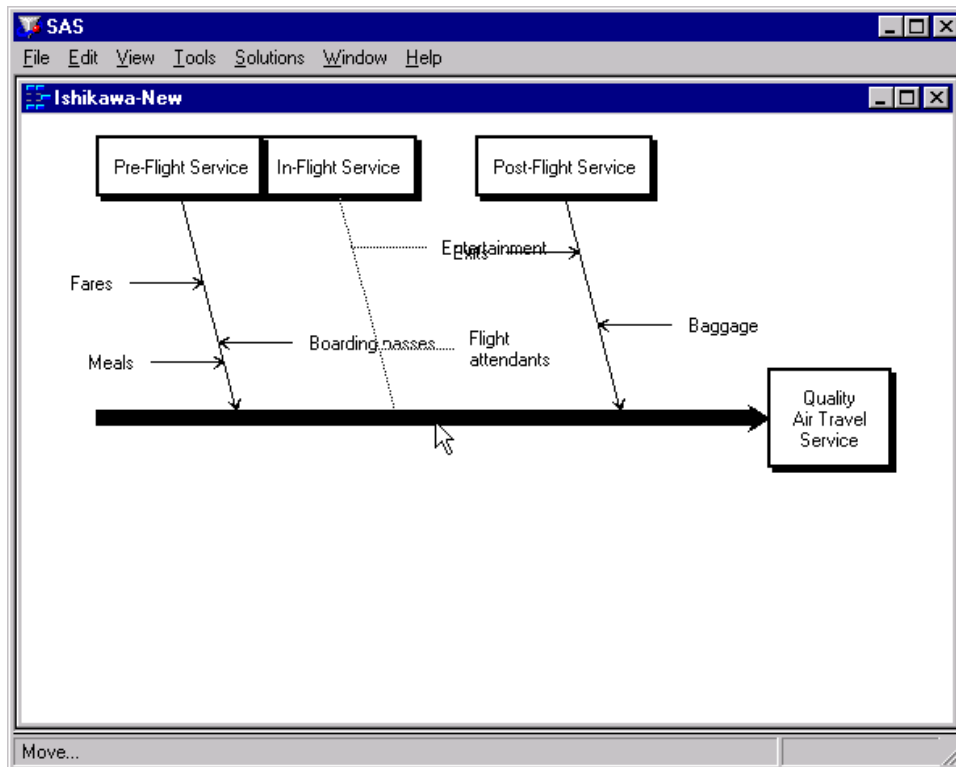 SAS
File Edit View Tools Solutions Window Help
Ishikawa-New
Pre-Flight Service
In-Flight Service
Post-Flight Service
Entertainment
Exits
Fares
Baggage
Boarding passes
Flight
attendants
Meals
Quality
Air Travel
Service
Move...